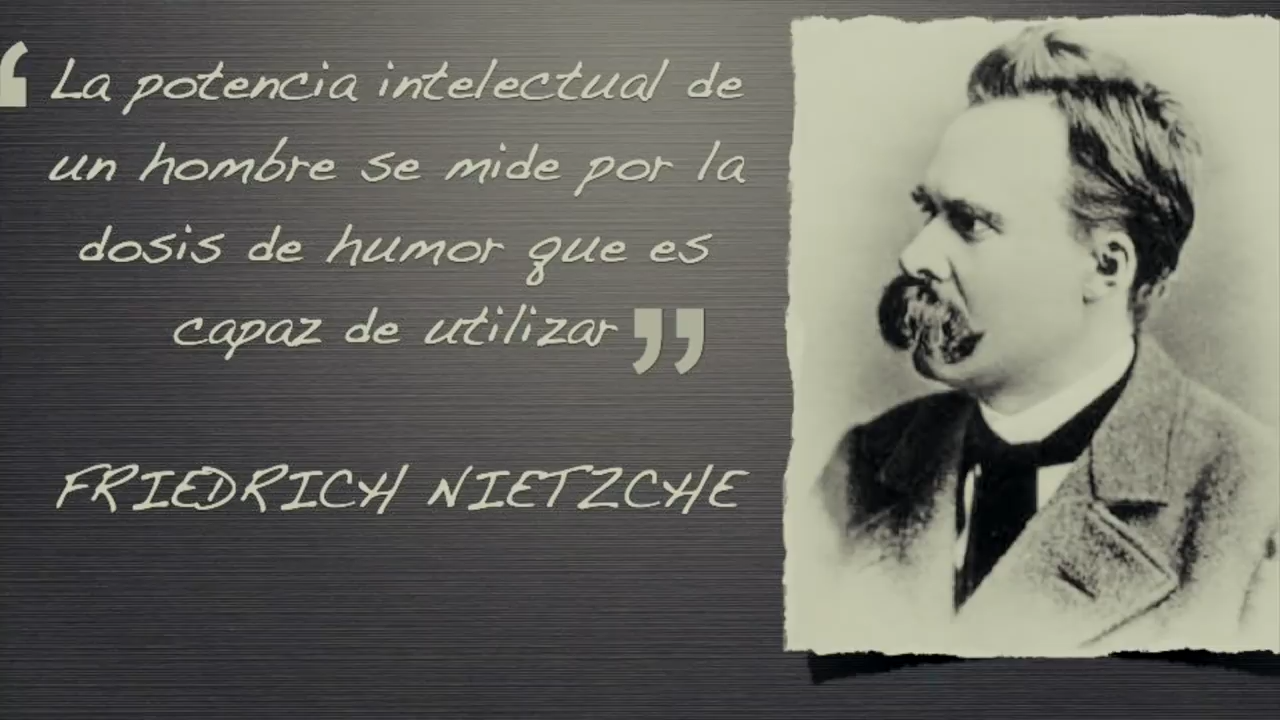 ‘ La potencia intelectual de
un hombre se mide por la
dosis de humor que es
capaz de utilizar ”
FRIEDRICH NIETZCHE